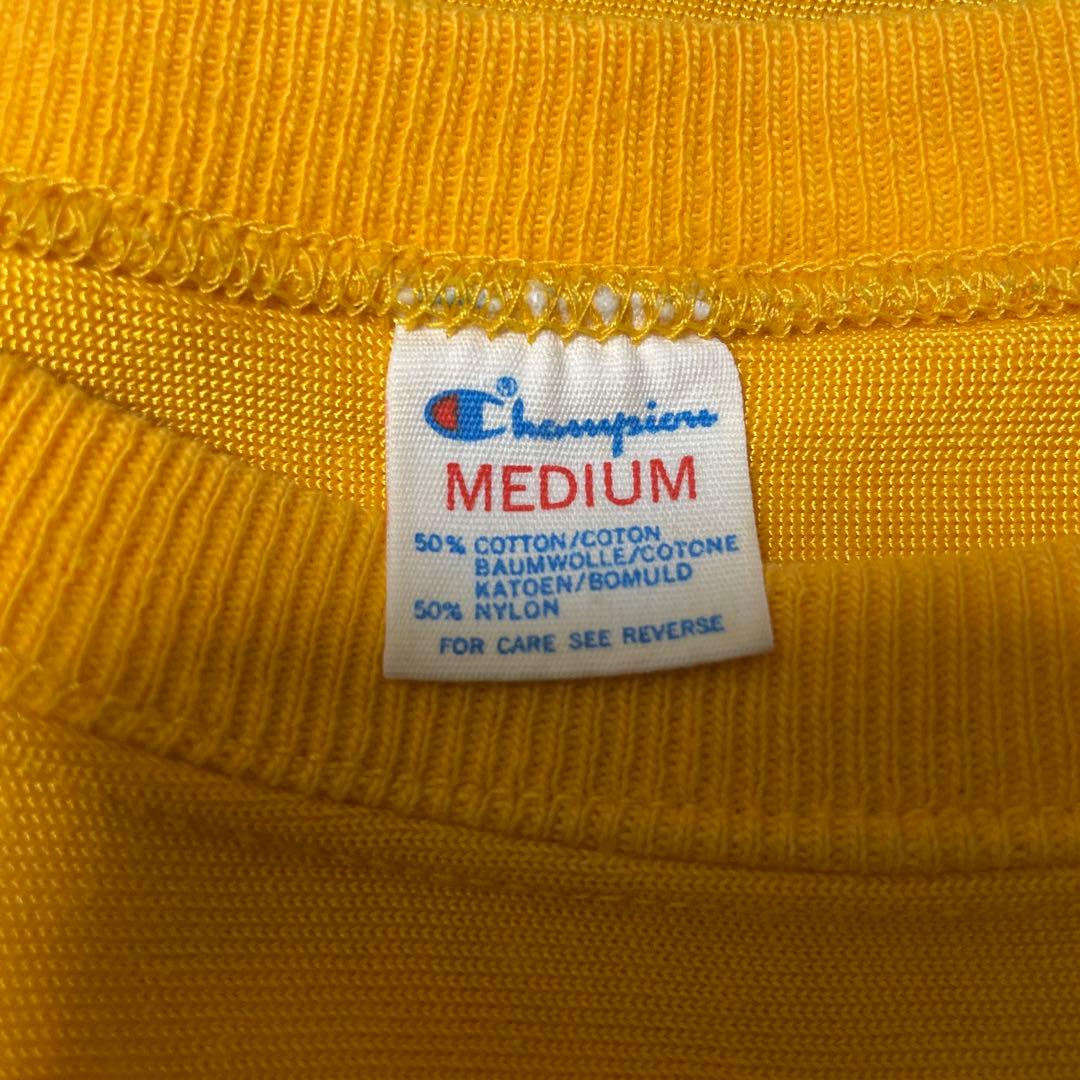 Champion®
MEDIUM
50% COTTON/COTON
BAUMWOLLE/COTONE
KATOEN/BOMULD
50% NYLON
FOR CARE SEE REVERSE